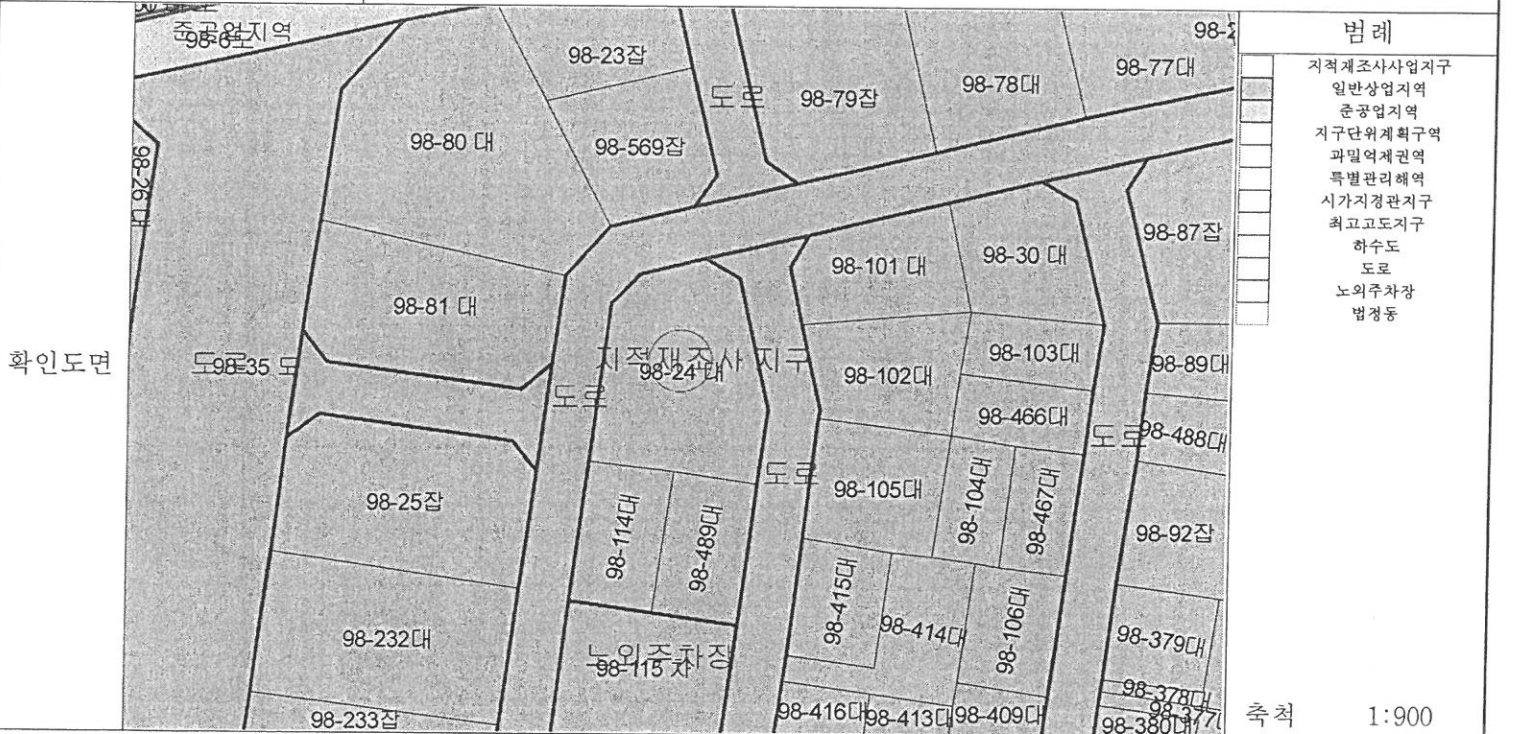 확인도면
준공업지역
98-6도
98-23잡
도로
98-79잡
98-78대
98-77대
98-80 대
98-569잡
98-26 대
98-101 대
98-30 대
98-87잡
98-81 대
98-103대
98-89대
도로
98-35 도
지적재조사 지구
98-24 대
98-102대
도로
98-466대
도로
98-488대
98-25잡
98-114대
98-489대
도로
98-105대
98-104대
98-467대
98-92잡
98-232대
98-415대
98-414대
98-106대
98-379대
노외주차장
98-115 차
98-378대
98-233잡
98-416대
98-413대
98-409대
98-380대
범례
지적재조사사업지구
일반상업지역
준공업지역
지구단위계획구역
과밀억제권역
특별관리해역
시가지경관지구
최고고도지구
하수도
도로
노외주차장
법정동
축척 1:900